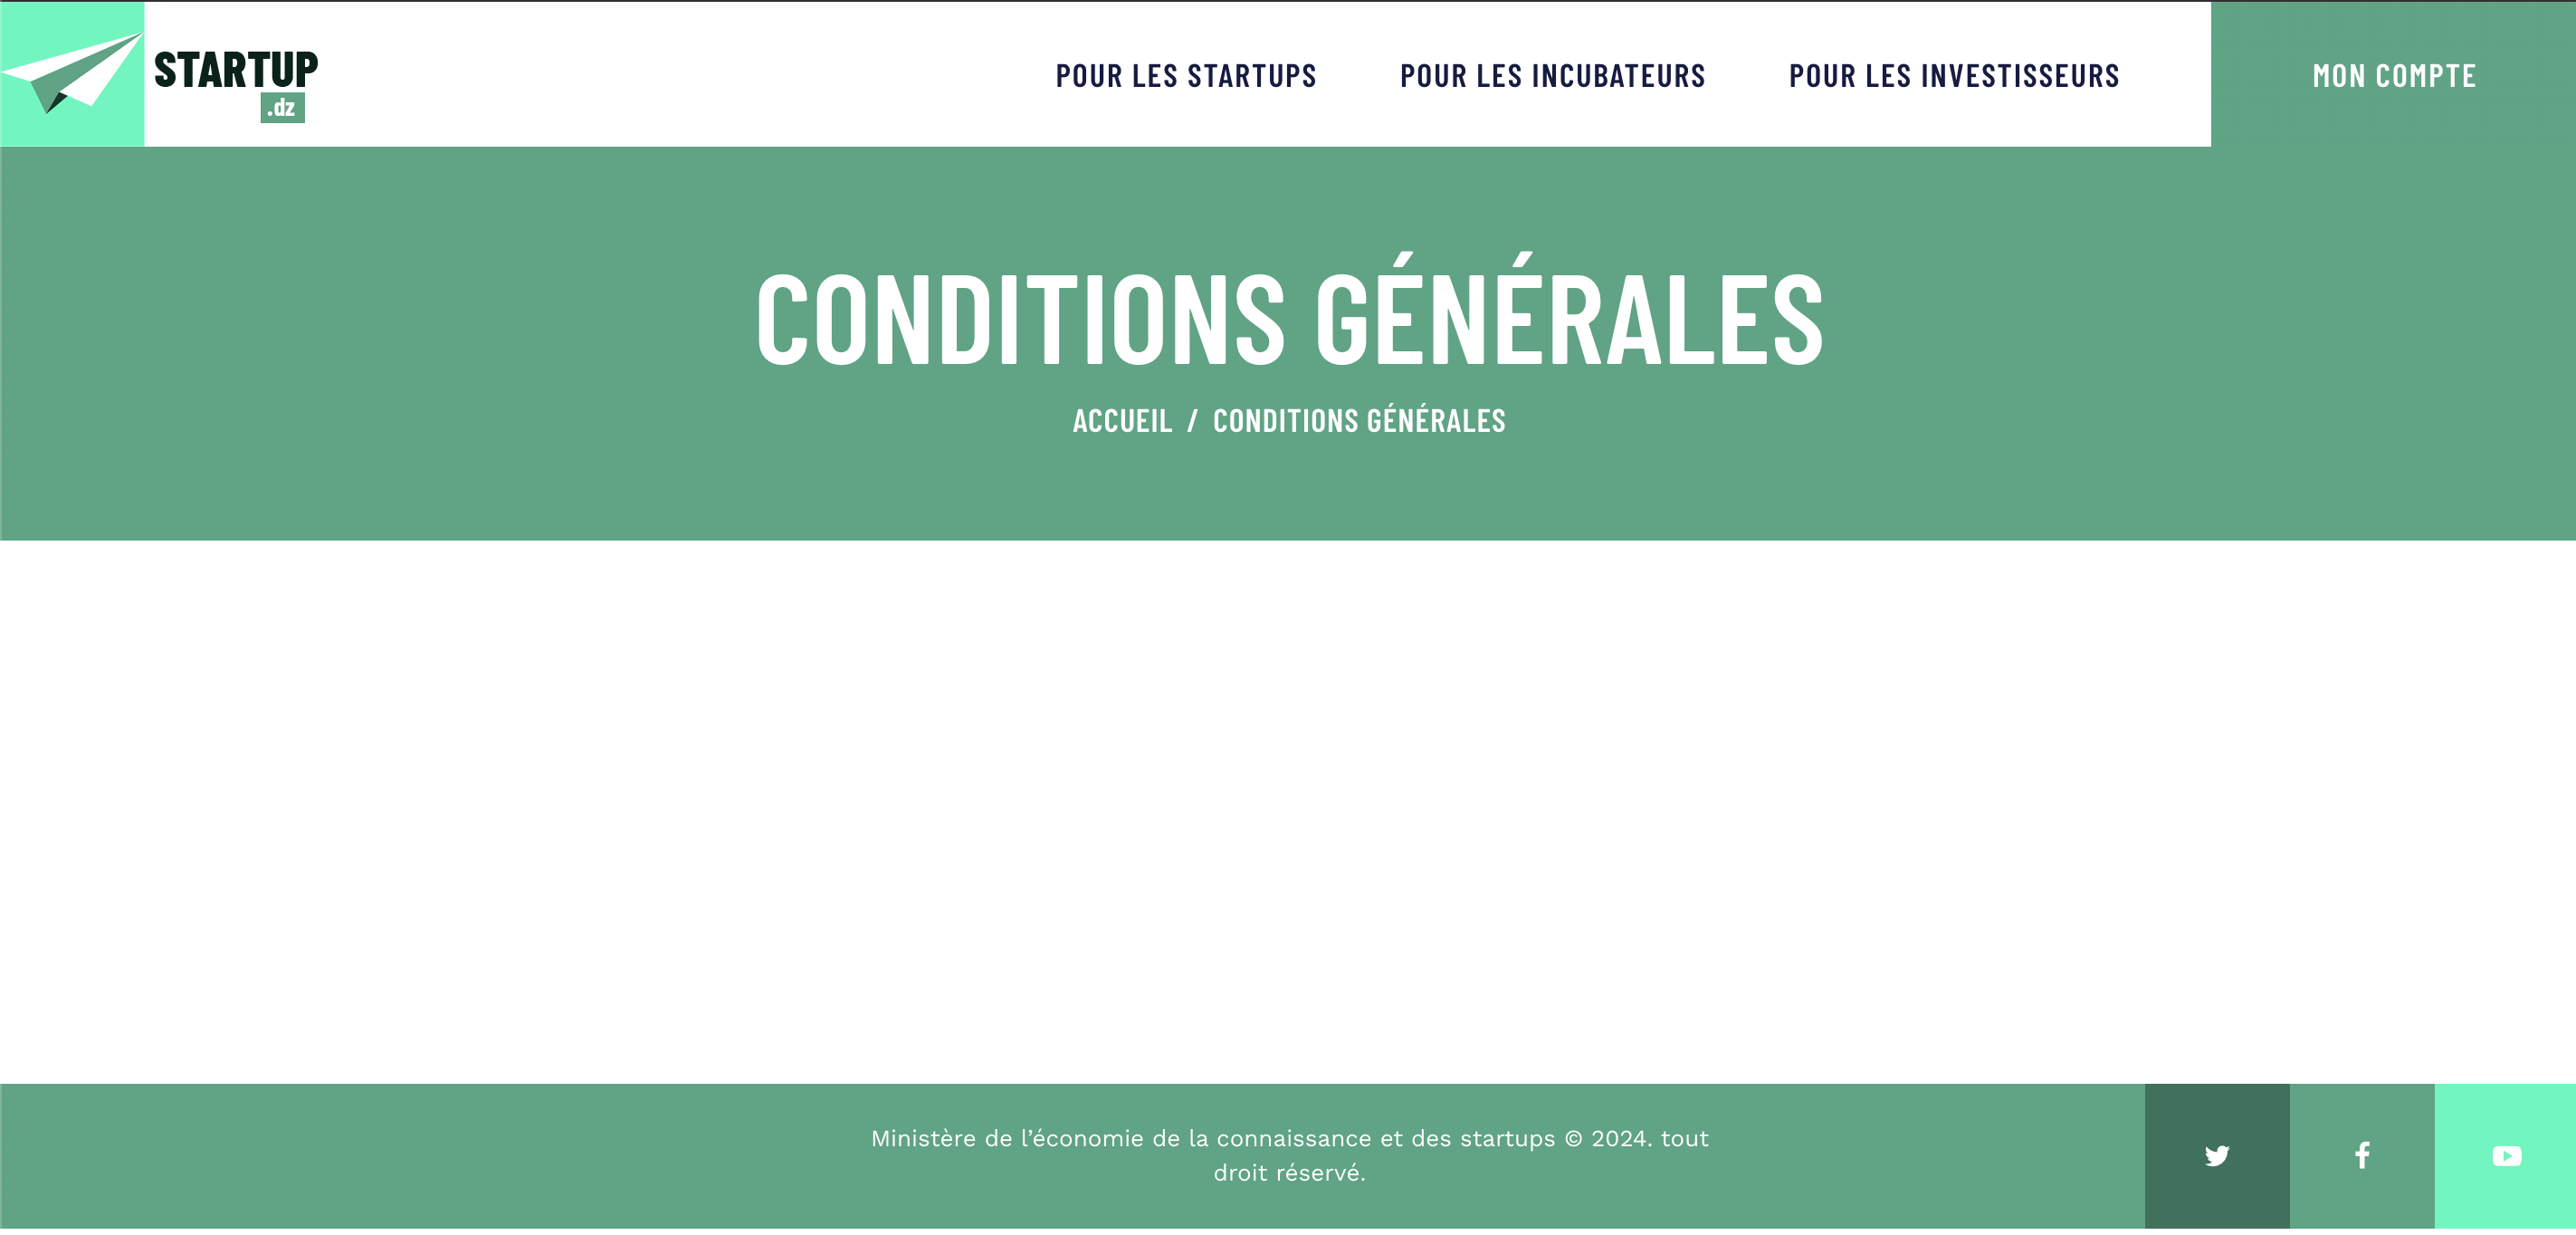 STARTUP
.dz
POUR LES STARTUPS
POUR LES INCUBATEURS
POUR LES INVESTISSEURS
MON COMPTE
CONDITIONS GÉNÉRALES
ACCUEIL / CONDITIONS GÉNÉRALES
Ministère de l’économie de la connaissance et des startups © 2024. tout
droit réservé.